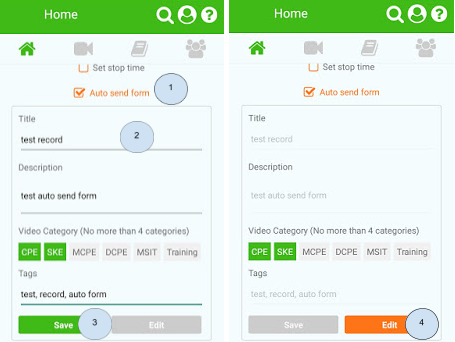 Home
Set stop time
Auto send form
1
Title
test record
2
Description
test auto send form
Video Category (No more than 4 categories)
CPE SKE MCPE DCPE MSIT Training
Tags
test, record, auto form
Save Edit
3
Home
Set stop time
Auto send form
Title
test record
Description
test auto send form
Video Category (No more than 4 categories)
CPE SKE MCPE DCPE MSIT Training
Tags
test, record, auto form
Save Edit
4